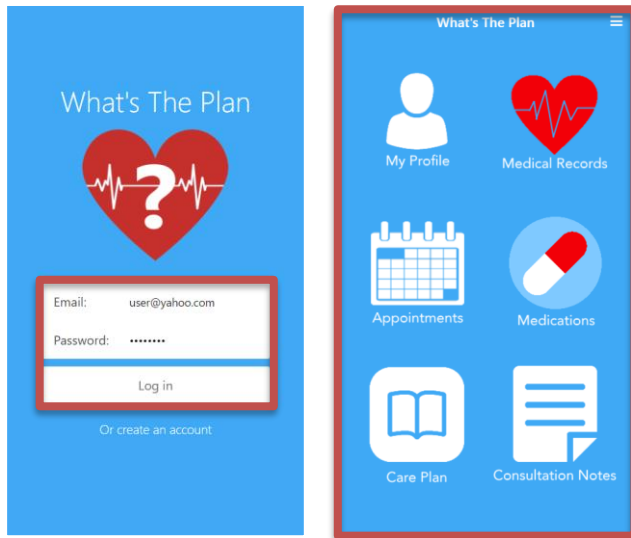 What's The Plan
?
Email: user@yahoo.com
Password: ••••••••
Log in
Or create an account
What's The Plan
My Profile
Medical Records
Appointments
Medications
Care Plan
Consultation Notes